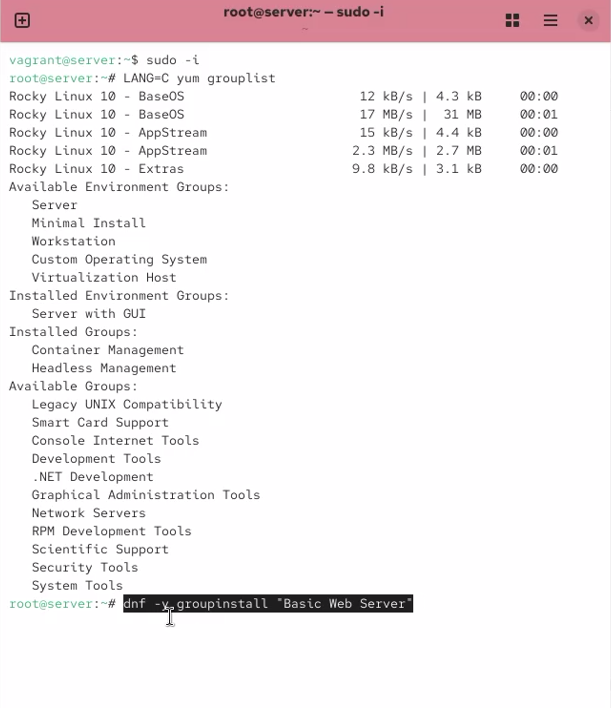 root@server:~ — sudo -i
~
vagrant@server:~$ sudo -i
root@server:~# LANG=C yum grouplist
Rocky Linux 10 - BaseOS 12 kB/s | 4.3 kB 00:00
Rocky Linux 10 - BaseOS 17 MB/s | 31 MB 00:01
Rocky Linux 10 - AppStream 15 kB/s | 4.4 kB 00:00
Rocky Linux 10 - AppStream 2.3 MB/s | 2.7 MB 00:01
Rocky Linux 10 - Extras 9.8 kB/s | 3.1 kB 00:00
Available Environment Groups:
Server
Minimal Install
Workstation
Custom Operating System
Virtualization Host
Installed Environment Groups:
Server with GUI
Installed Groups:
Container Management
Headless Management
Available Groups:
Legacy UNIX Compatibility
Smart Card Support
Console Internet Tools
Development Tools
.NET Development
Graphical Administration Tools
Network Servers
RPM Development Tools
Scientific Support
Security Tools
System Tools
root@server:~# dnf -y groupinstall "Basic Web Server"